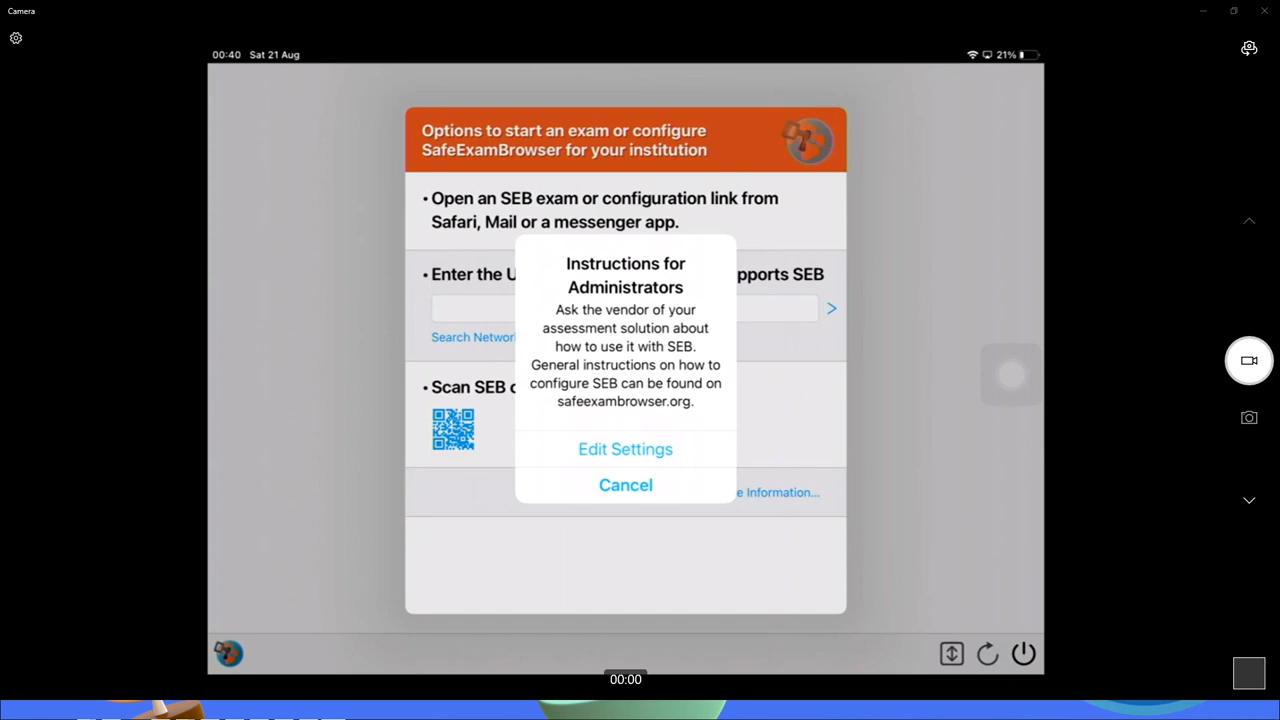 Camera
00:40 Sat 21 Aug
21%
Options to start an exam or configure
SafeExamBrowser for your institution
• Open an SEB exam or configuration link from
Safari, Mail or a messenger app.
• Enter the
pports SEB
Search Networ
• Scan SEB
Instructions for
Administrators
Ask the vendor of your
assessment solution about
how to use it with SEB.
General instructions on how to
configure SEB can be found on
safeexambrowser.org.
Edit Settings
Cancel
e Information...
00:00